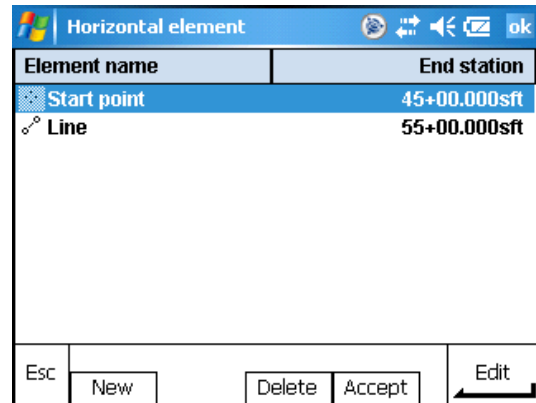 Horizontal element ok
Element name End station
Start point 45+00.000sft
Line 55+00.000sft
Esc New Delete Accept Edit